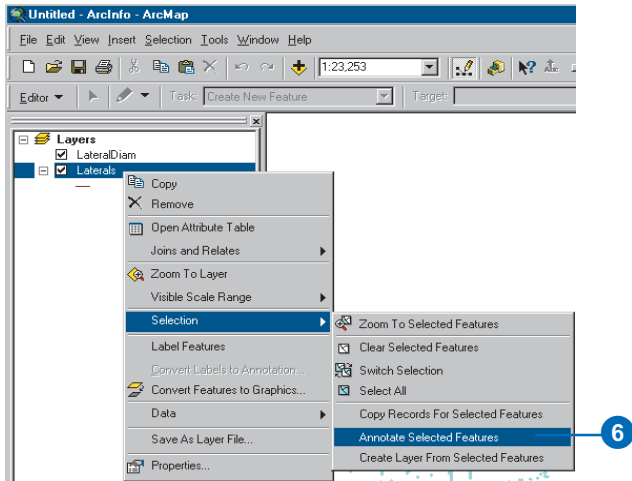 Untitled - ArcInfo - ArcMap
File Edit View Insert Selection Tools Window Help
1:23,253
Editor Task: Create New Feature Target:
Layers
LateralDiam
Laterals
Copy
Remove
Open Attribute Table
Joins and Relates
Zoom To Layer
Visible Scale Range
Selection
Label Features
Convert Labels to Annotation...
Convert Features to Graphics...
Data
Save As Layer File...
Properties...
Zoom To Selected Features
Clear Selected Features
Switch Selection
Select All
Copy Records For Selected Features
Annotate Selected Features
Create Layer From Selected Features
6